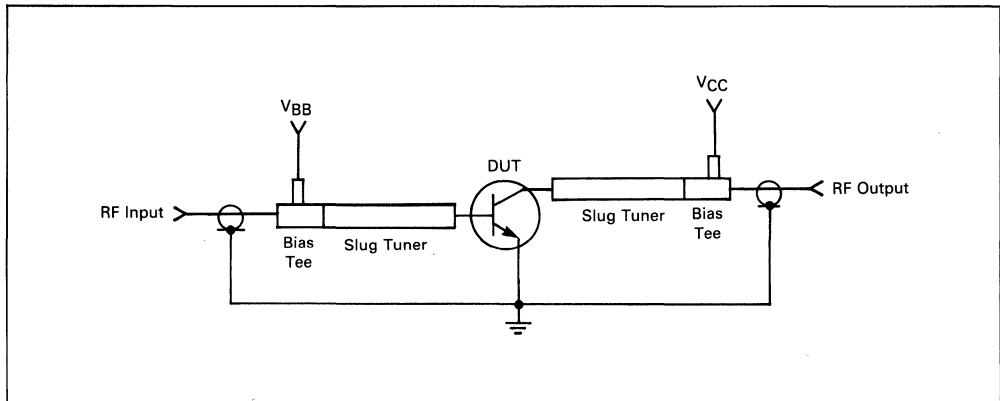 VBB
VCC
DUT
RF Input
Bias
Tee
Slug Tuner
Slug Tuner
Bias
Tee
RF Output